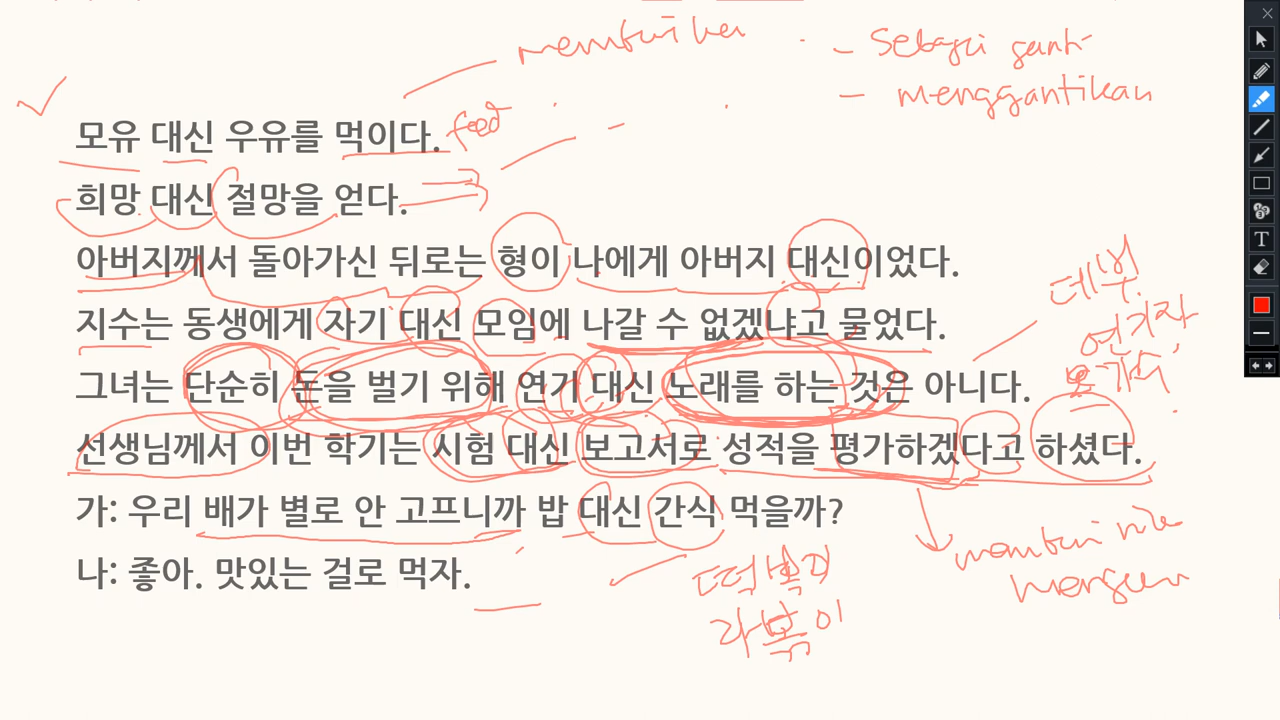 - Sebagai ganti
- menggantikan
모유 대신 우유를 먹이다. feed
희망 대신 절망을 얻다.
아버지께서 돌아가신 뒤로는 형이 나에게 아버지 대신이었다.
지수는 동생에게 자기 대신 모임에 나갈 수 없겠냐고 물었다.
그녀는 단순히 돈을 벌기 위해 연기 대신 노래를 하는 것은 아니다.
선생님께서 이번 학기는 시험 대신 보고서로 성적을 평가하겠다고 하셨다.
가: 우리 배가 별로 안 고프니까 밥 대신 간식 먹을까?
나: 좋아. 맛있는 걸로 먹자.
떡볶이
라볶이